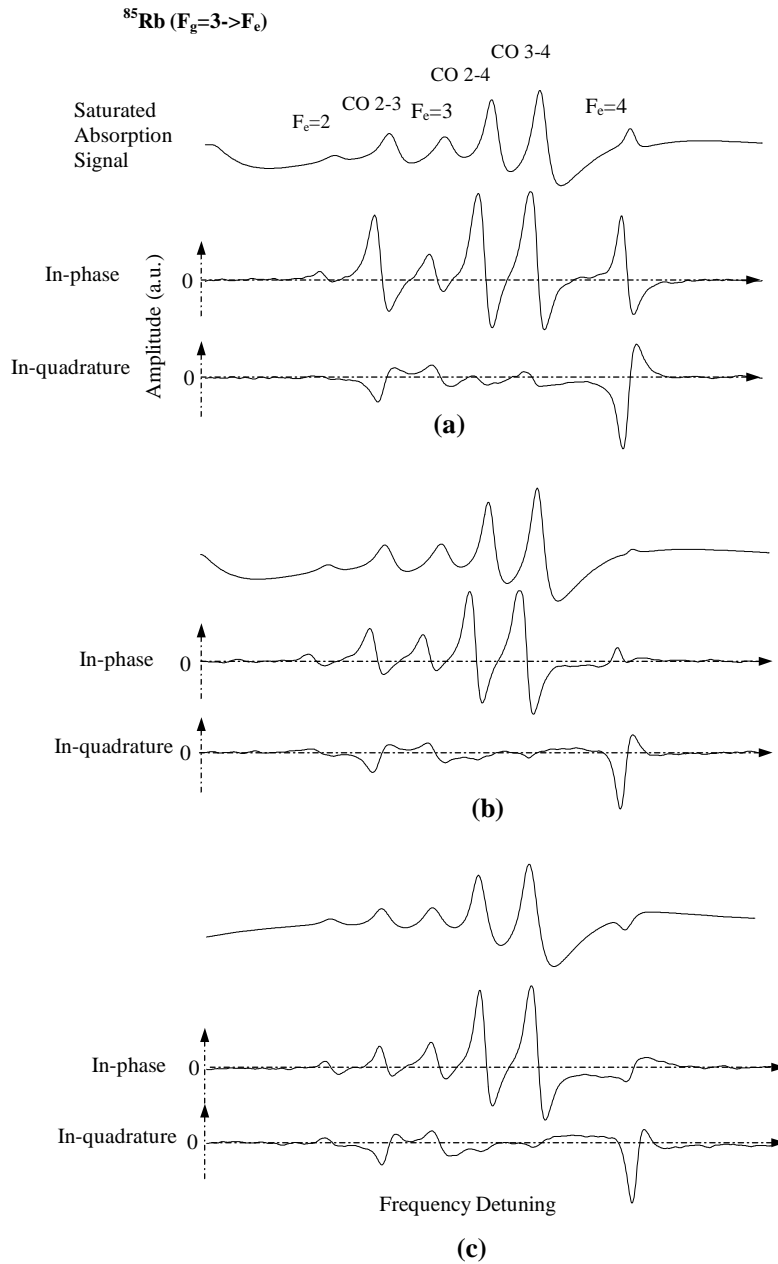 ⁸⁵Rb (Fg=3->Fe)
CO 3-4
CO 2-4
CO 2-3
Fe=3
Fe=4
Fe=2
Saturated
Absorption
Signal
In-phase
0
Amplitude (a.u.)
In-quadrature
0
(a)
In-phase
0
In-quadrature
0
(b)
In-phase
0
In-quadrature
0
Frequency Detuning
(c)